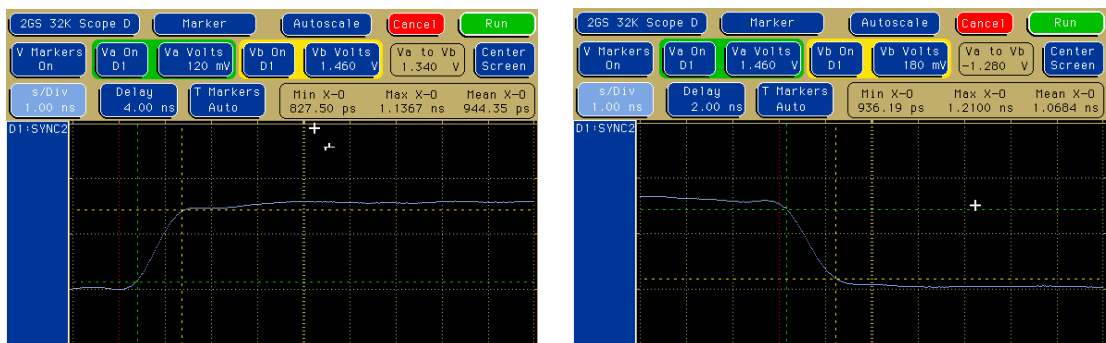 2GS 32K Scope D Marker Autoscale Cancel Run
V Markers On Va On D1 Va Volts 120 mV Vb On D1 Vb Volts 1.460 V Va to Vb 1.340 V Center Screen
s/Div 1.00 ns Delay 4.00 ns T Markers Auto Min X-O 827.50 ps Max X-O 1.1367 ns Mean X-O 944.35 ps
D1:SYNC2
2GS 32K Scope D Marker Autoscale Cancel Run
V Markers On Va On D1 Va Volts 1.460 V Vb On D1 Vb Volts 180 mV Va to Vb -1.280 V Center Screen
s/Div 1.00 ns Delay 2.00 ns T Markers Auto Min X-O 936.19 ps Max X-O 1.2100 ns Mean X-O 1.0684 ns
D1:SYNC2